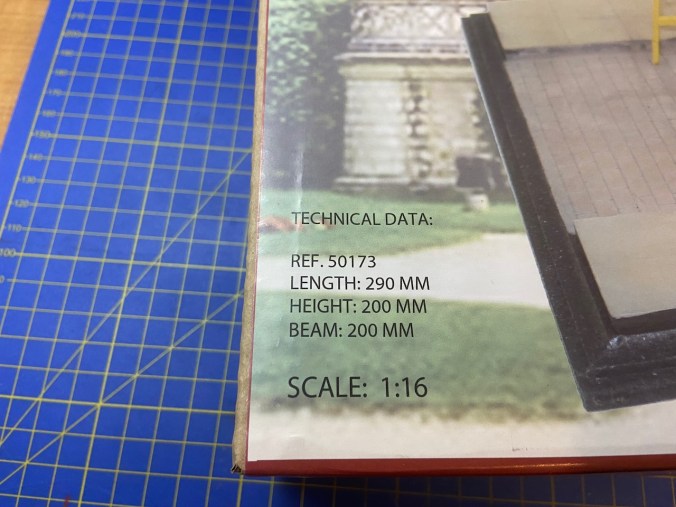 TECHNICAL DATA:
REF. 50173
LENGTH: 290 MM
HEIGHT: 200 MM
BEAM: 200 MM
SCALE: 1:16